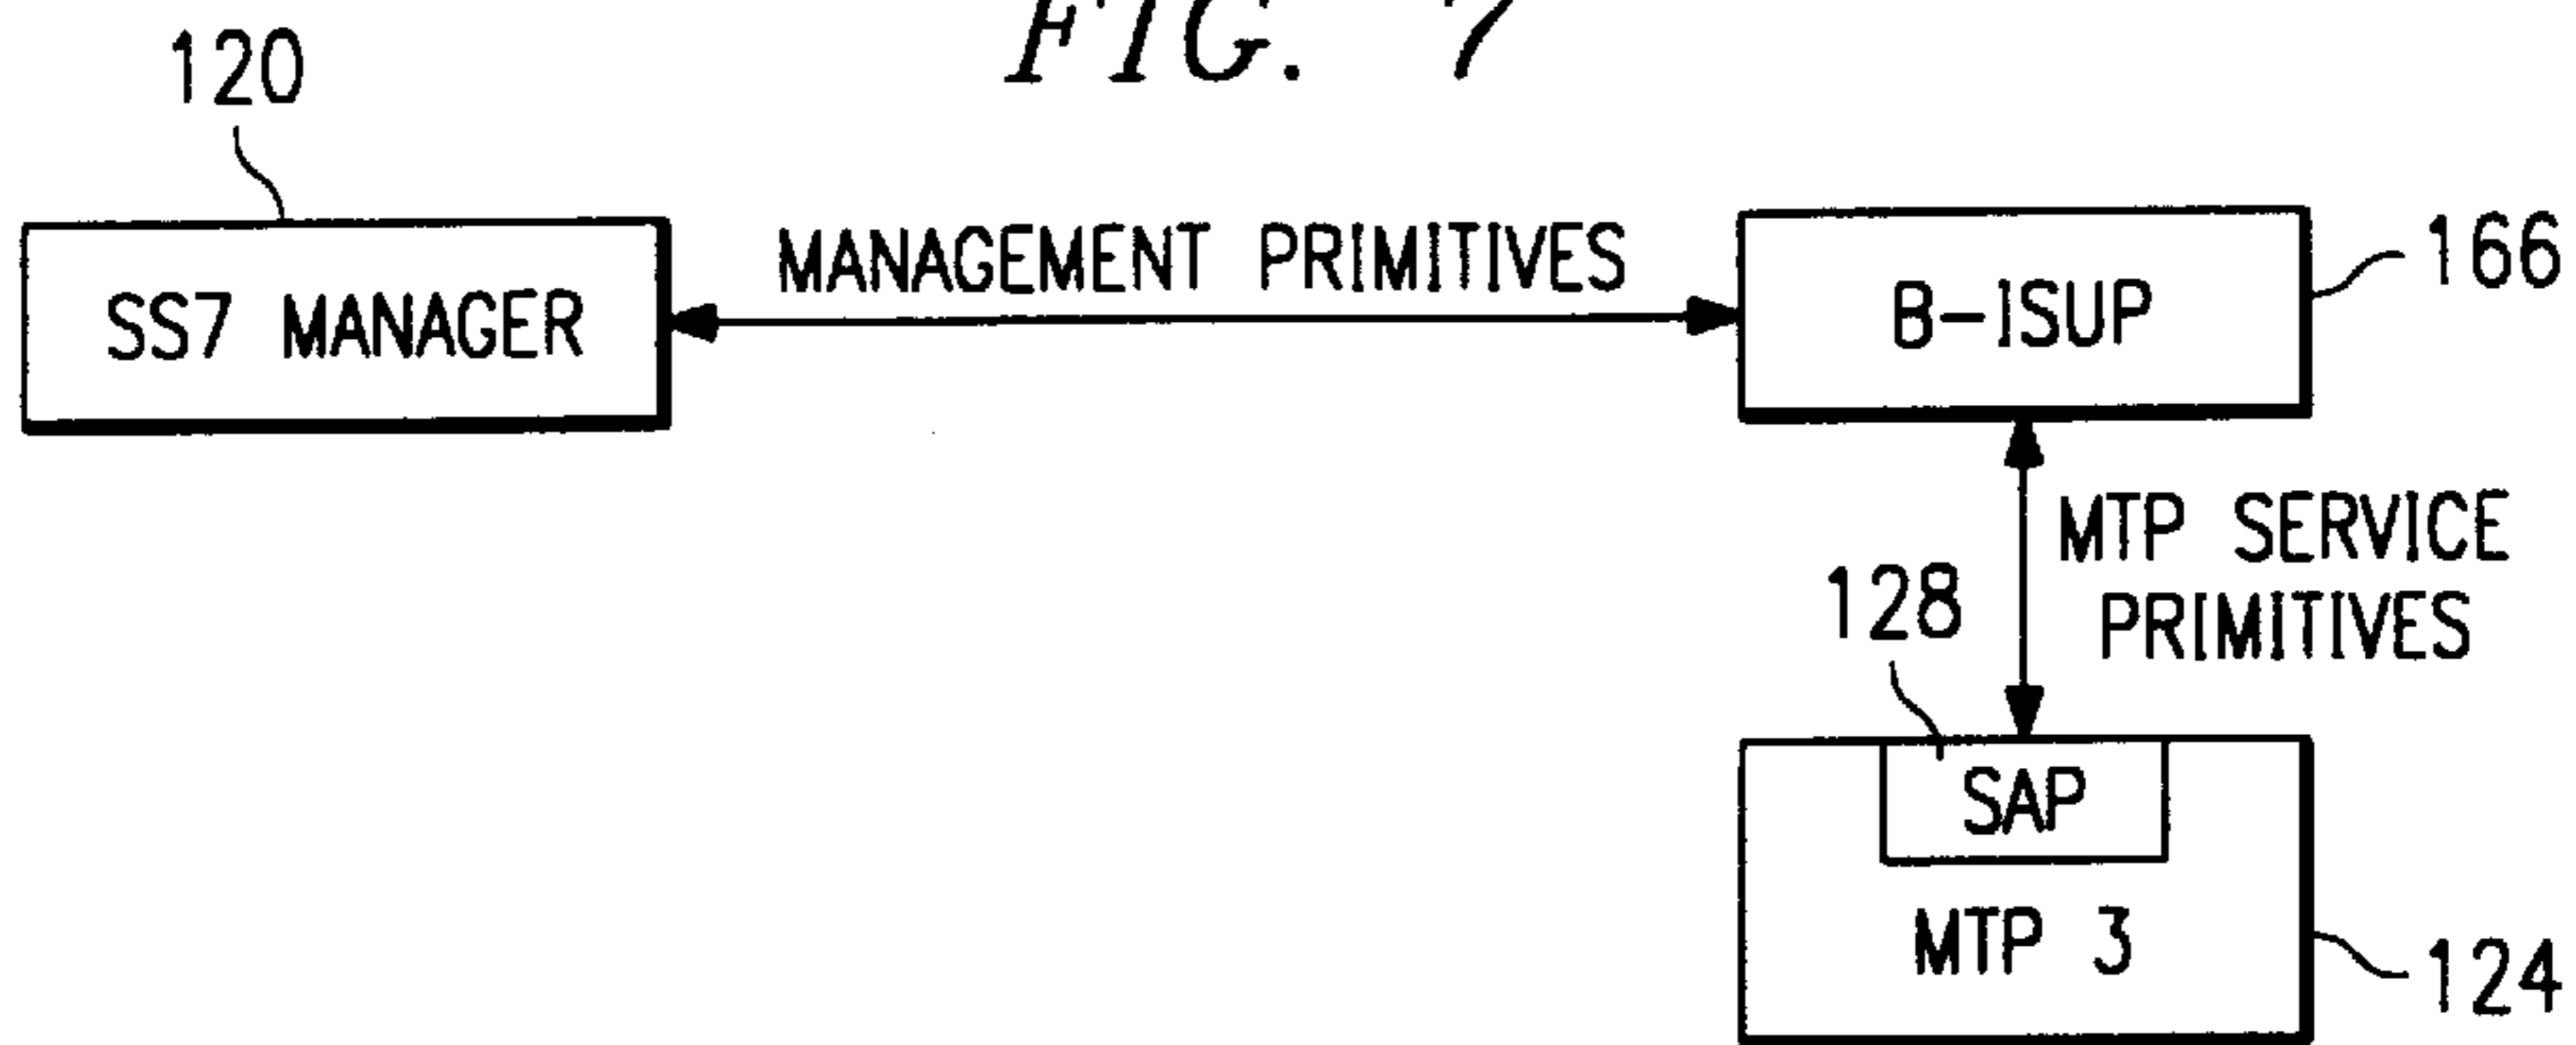 FIG. 7
120
SS7 MANAGER
MANAGEMENT PRIMITIVES
B-ISUP
166
MTP SERVICE
PRIMITIVES
128
SAP
MTP 3
124